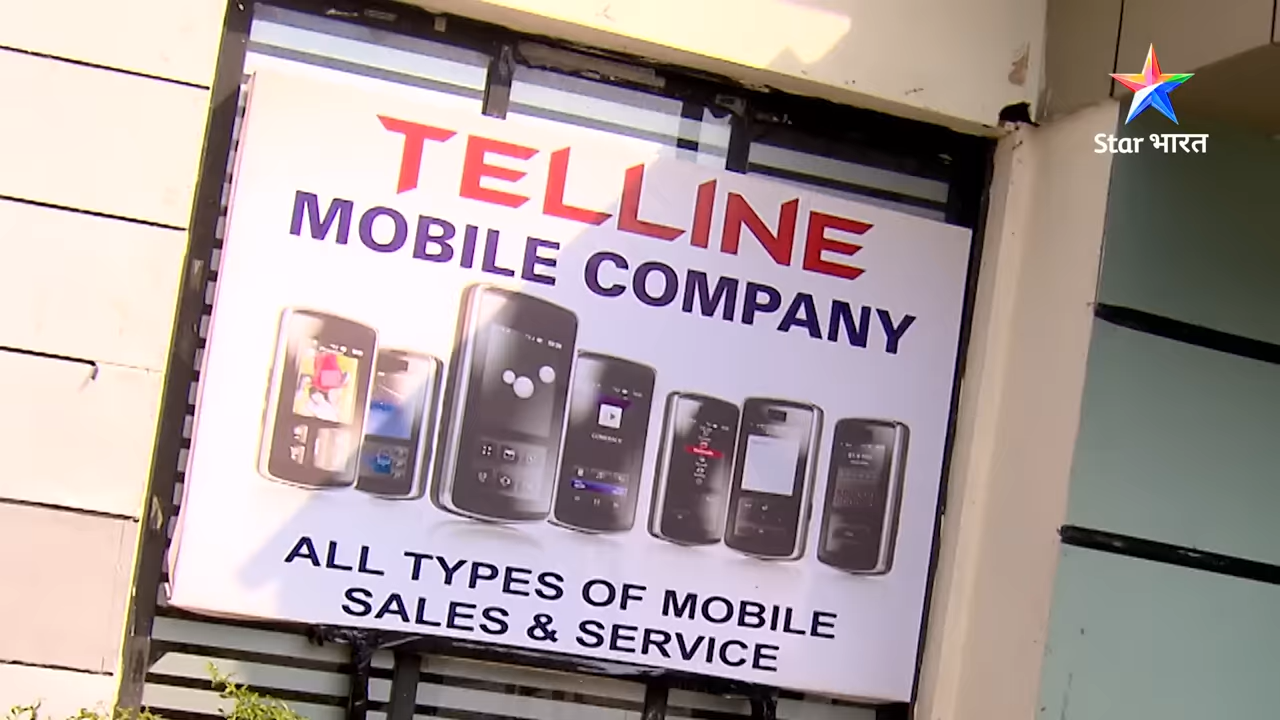 TELLINE
MOBILE COMPANY
ALL TYPES OF MOBILE
SALES & SERVICE
Star भारत